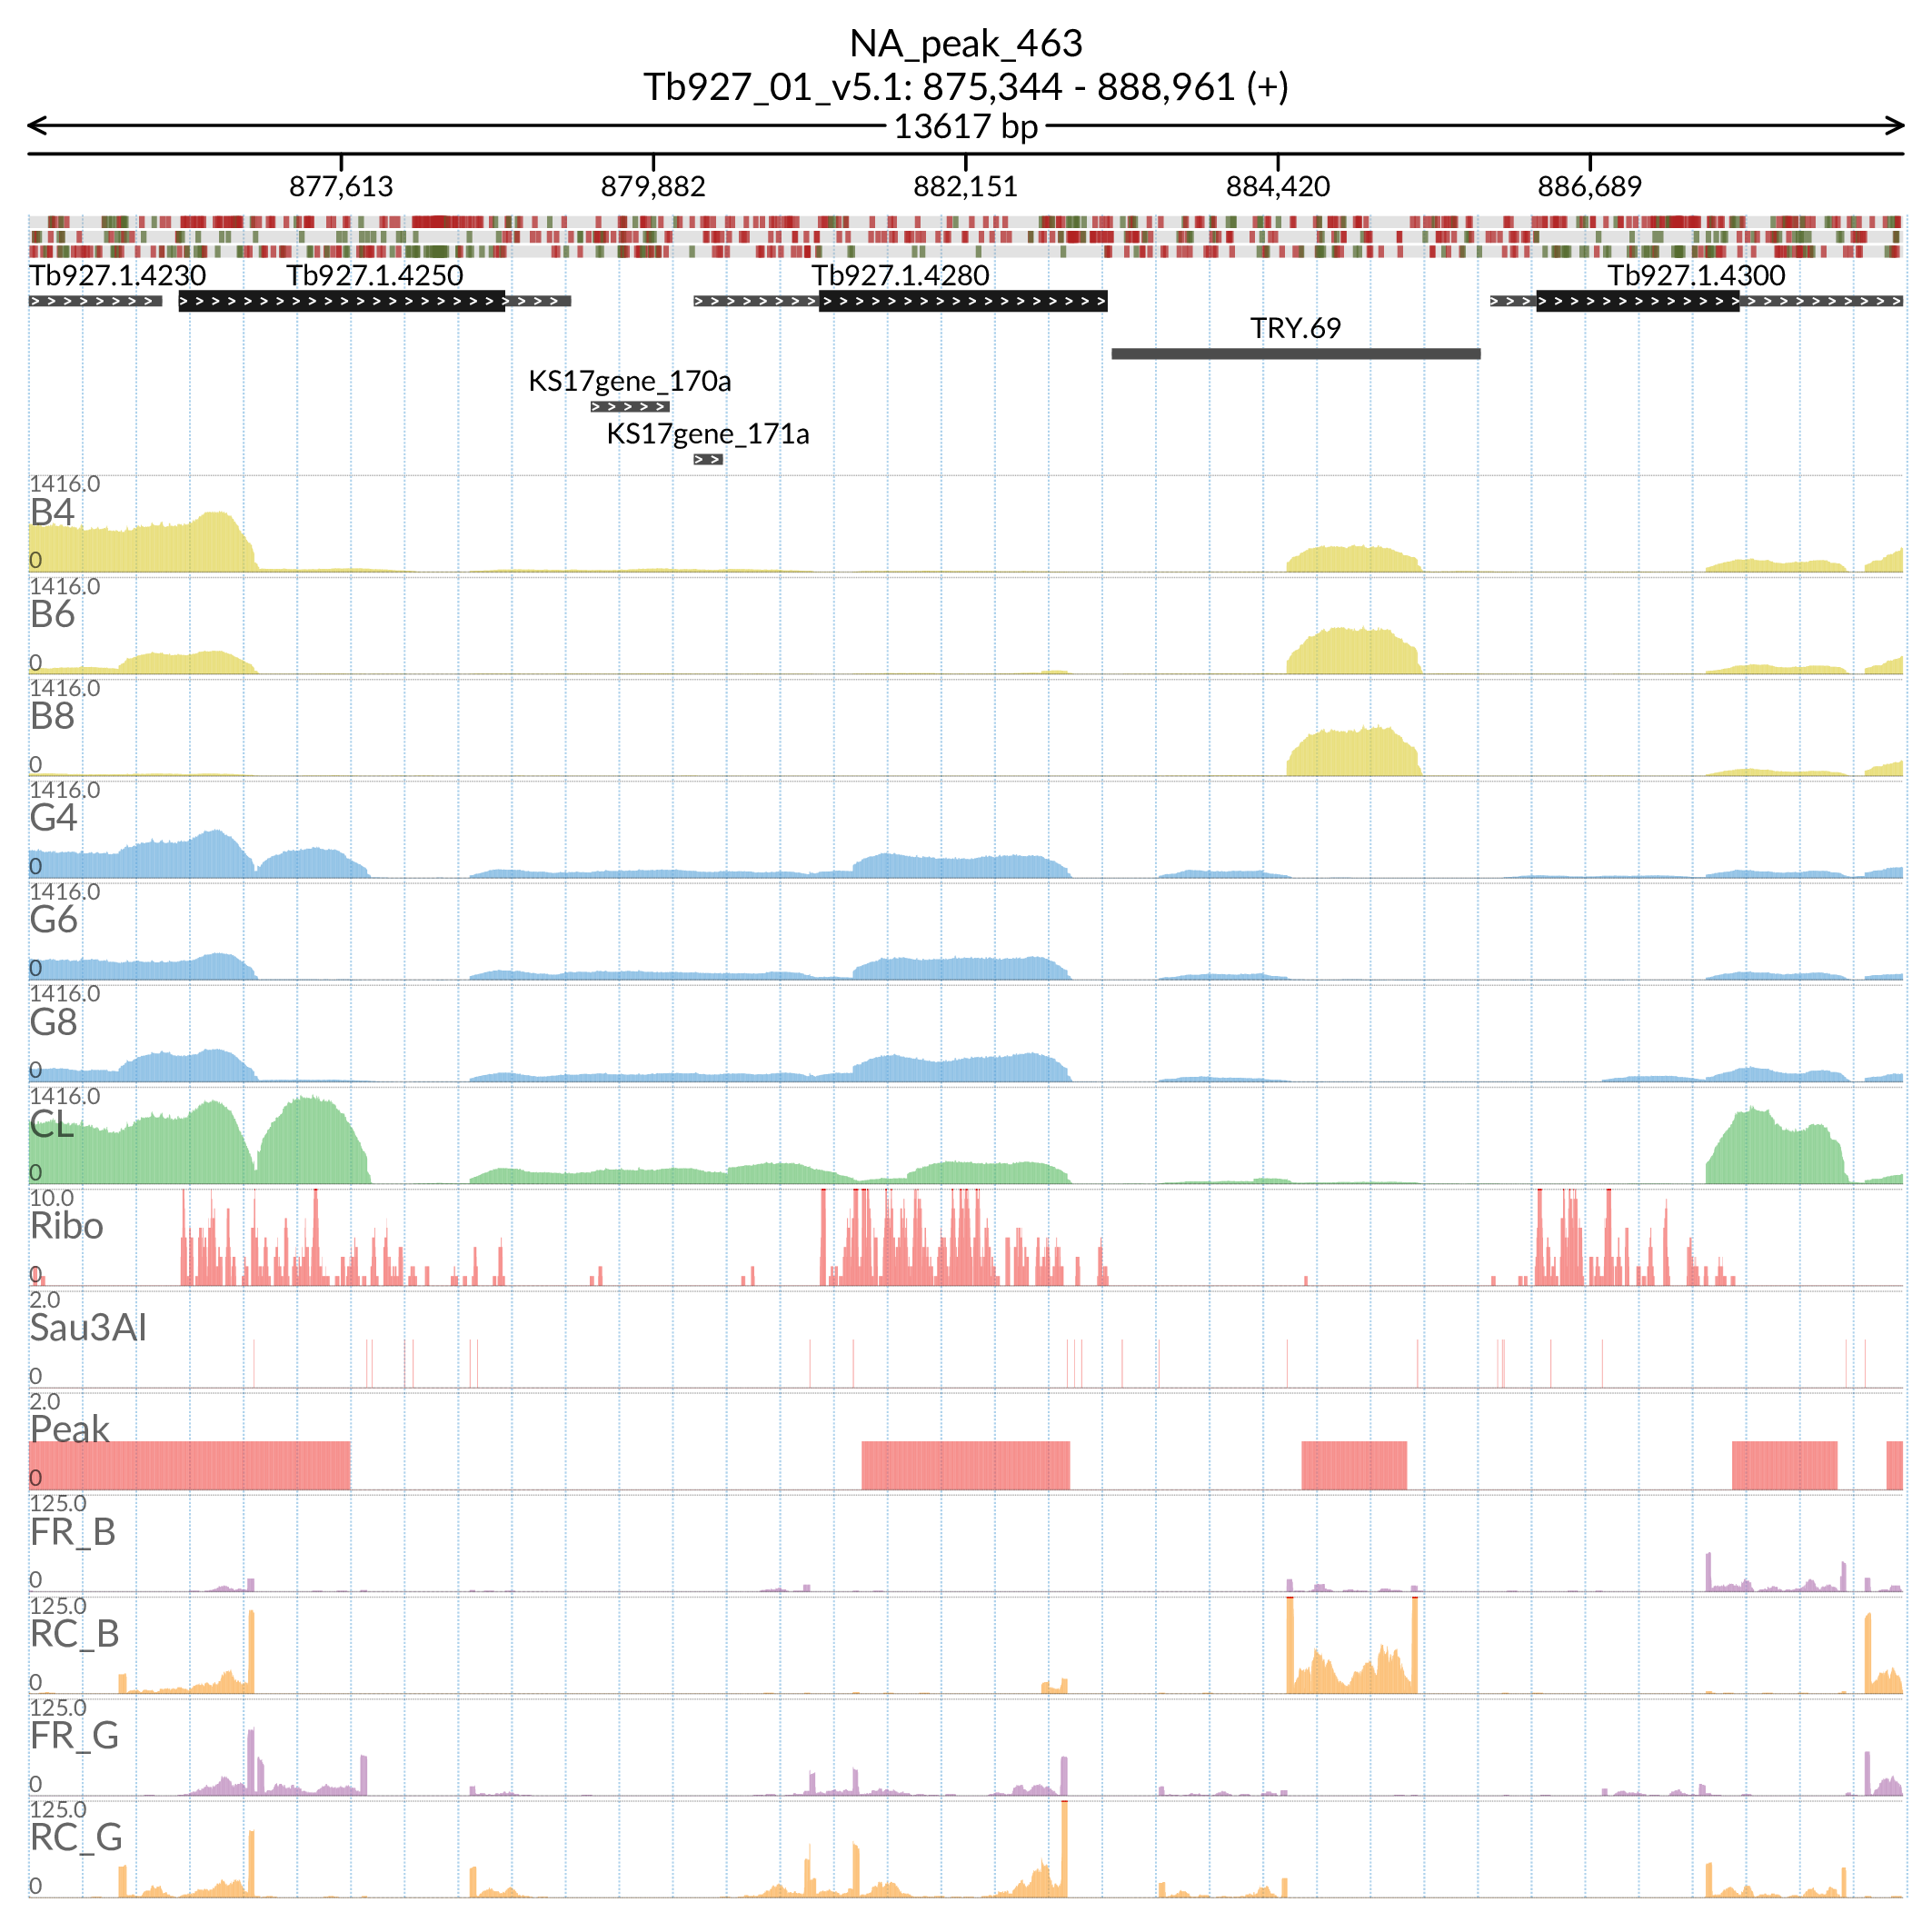 NA_peak_463
Tb927_01_v5.1: 875,344 - 888,961 (+)
13617 bp
877,613 879,882 882,151 884,420 886,689
Tb927.1.4230 Tb927.1.4250 Tb927.1.4280 Tb927.1.4300
TRY.69
KS17gene_170a
KS17gene_171a
1416.0
B4
0
1416.0
B6
0
1416.0
B8
0
1416.0
G4
0
1416.0
G6
0
1416.0
G8
0
1416.0
CL
0
10.0
Ribo
0
2.0
Sau3AI
0
2.0
Peak
0
125.0
FR_B
0
125.0
RC_B
0
125.0
FR_G
0
125.0
RC_G
0